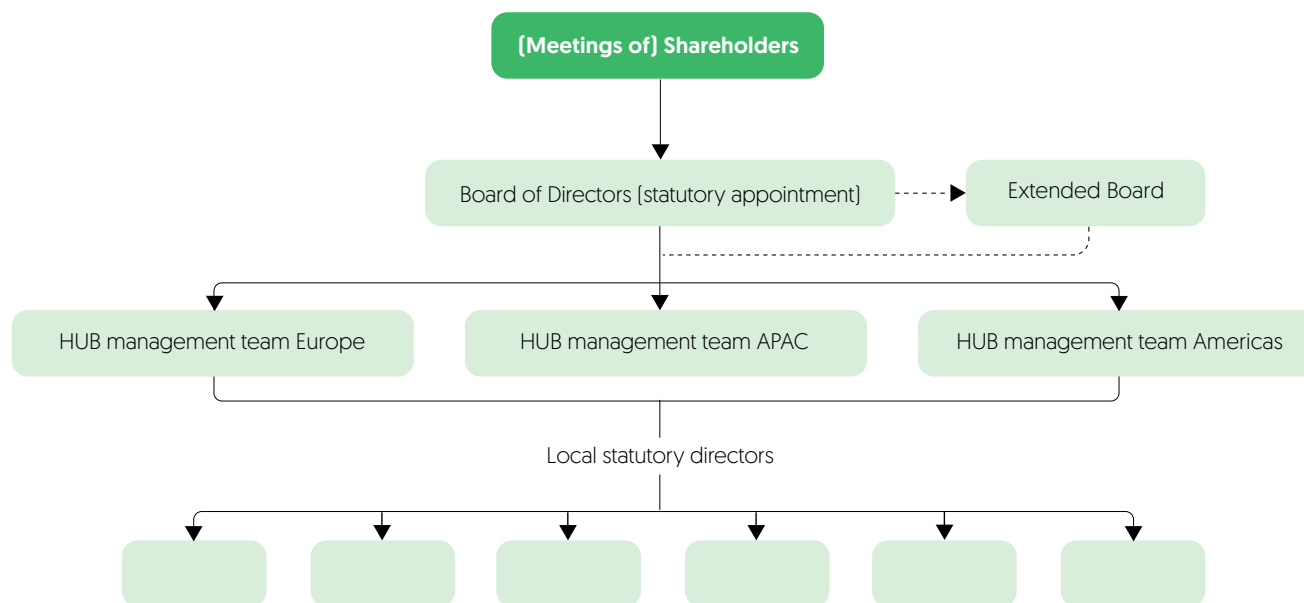 (Meetings of) Shareholders
Board of Directors (statutory appointment)
Extended Board
HUB management team Europe
HUB management team APAC
HUB management team Americas
Local statutory directors